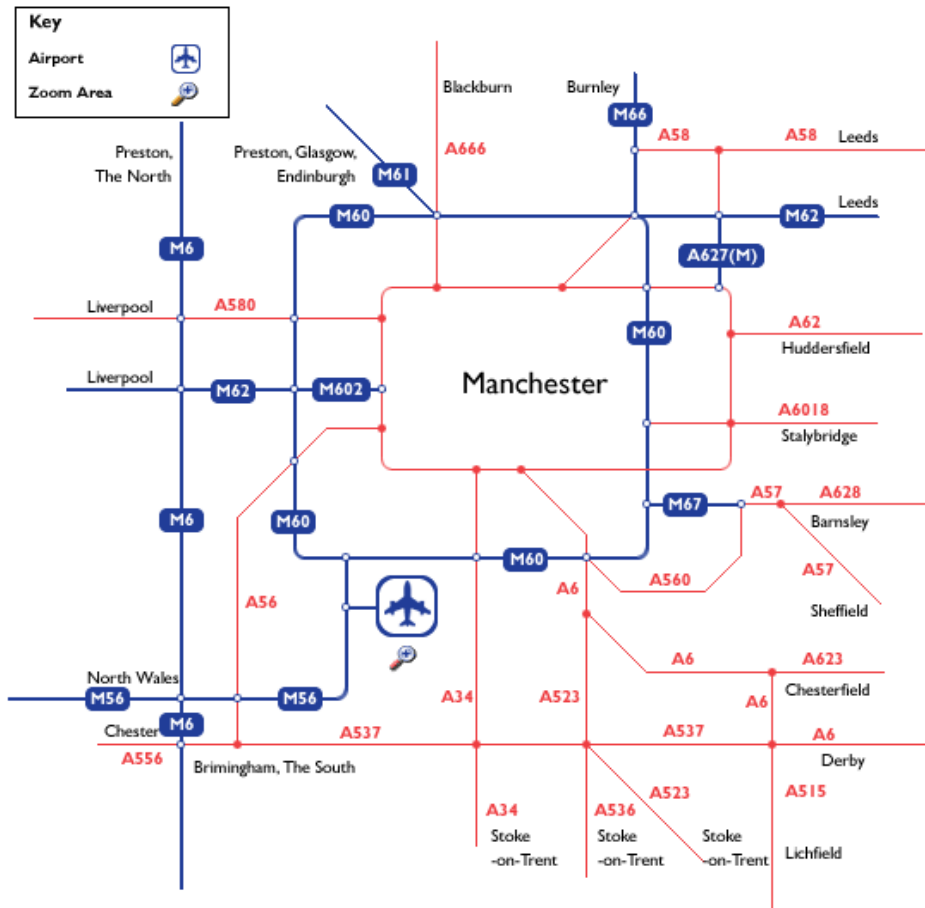 Key
Airport
Zoom Area
Blackburn
Burnley
M66
A58
A58
Leeds
Preston,
The North
Preston, Glasgow,
Endinburgh
A666
M61
M60
M62
Leeds
M6
A627(M)
Liverpool
A580
M60
A62
Huddersfield
Liverpool
M62
M602
Manchester
A6018
Stalybridge
M6
M60
M67
A57
A628
Barnsley
M60
A6
A560
A57
Sheffield
A56
North Wales
M56
M56
A34
A523
A6
A623
Chesterfield
A6
Chester
M6
A556
A537
A537
A6
Derby
Brimingham, The South
A34
A536
A523
A515
Stoke
-on-Trent
Stoke
-on-Trent
Stoke
-on-Trent
Lichfield